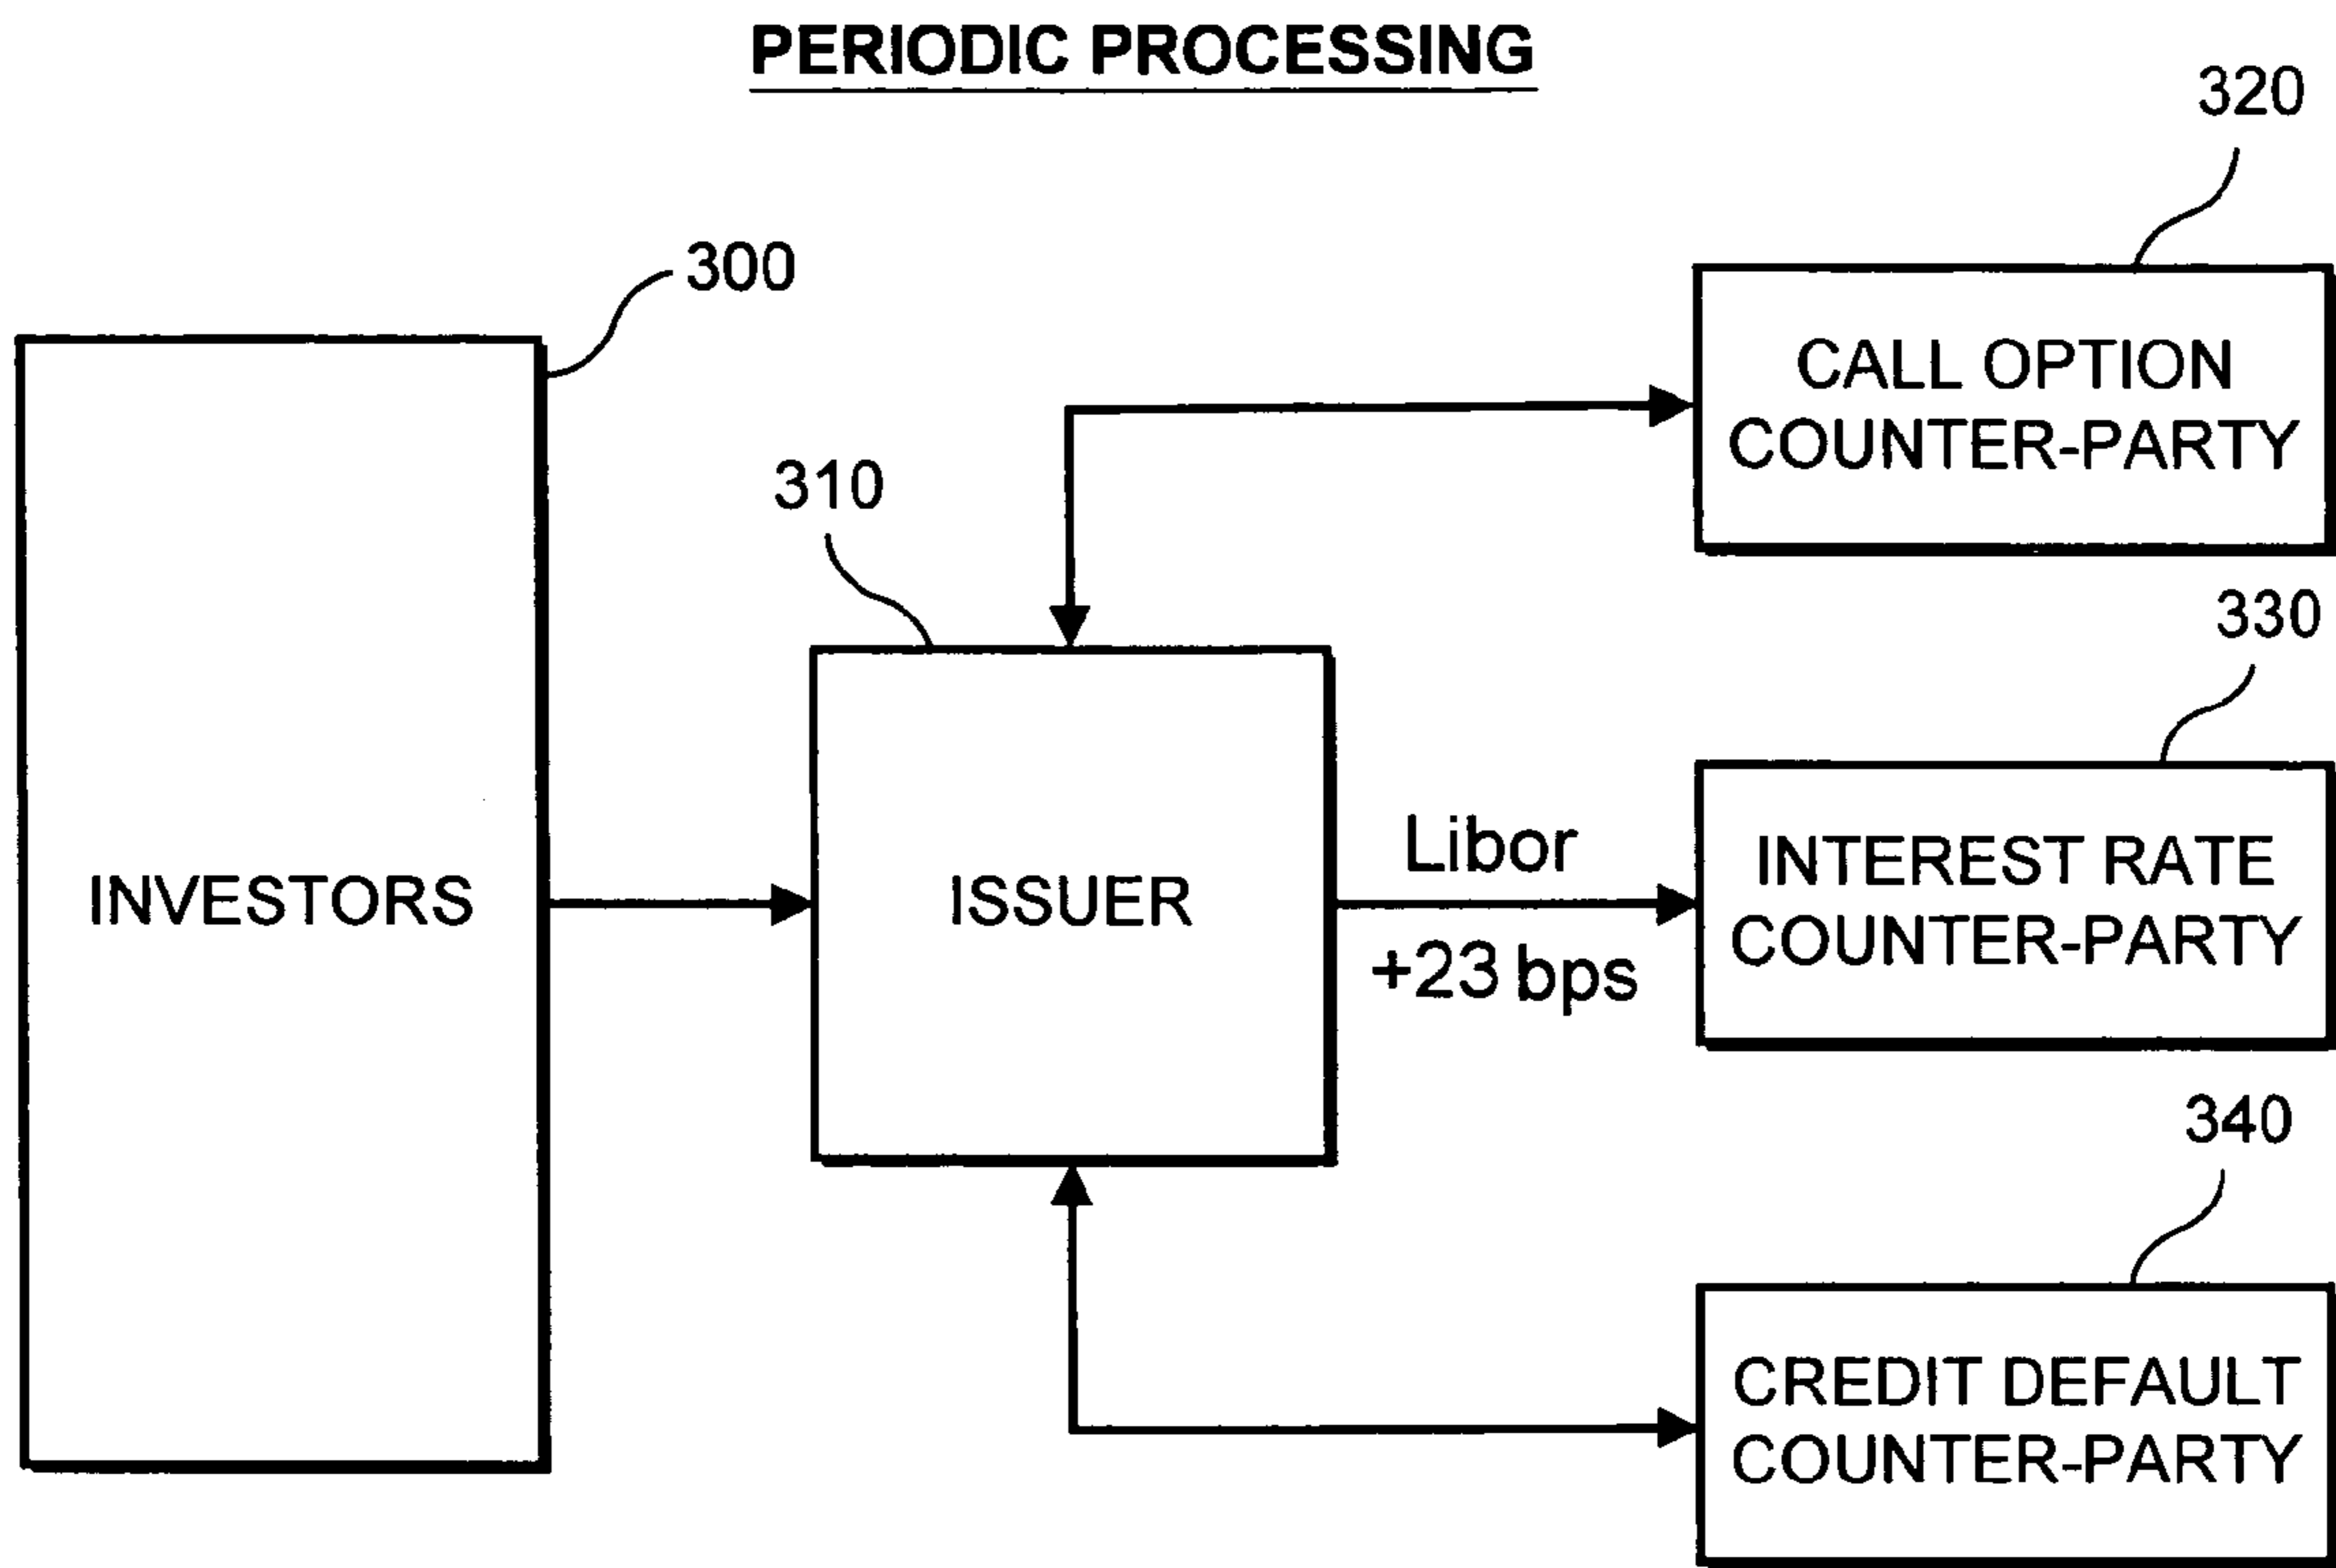 PERIODIC PROCESSING
320
300
CALL OPTION
COUNTER-PARTY
310
330
Libor
INTEREST RATE
COUNTER-PARTY
INVESTORS
ISSUER
+23 bps
340
CREDIT DEFAULT
COUNTER-PARTY